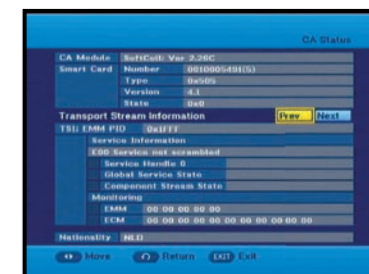 CA Status
CA Module SoftCell: Ver 2.26C
Smart Card Number 0010005491(5)
Type 0x505
Version 4.1
State 0x0
Transport Stream Information Prev Next
TS1: EMM PID 0x1FFF
Service Information
E00 Service not scrambled
Service Handle 0
Global Service State
Component Stream State
Monitoring
EMM 00 00 00 00 00
ECM 00 00 00 00 00 00 00 00 00 00
Nationality NLD
Move Return EXIT Exit